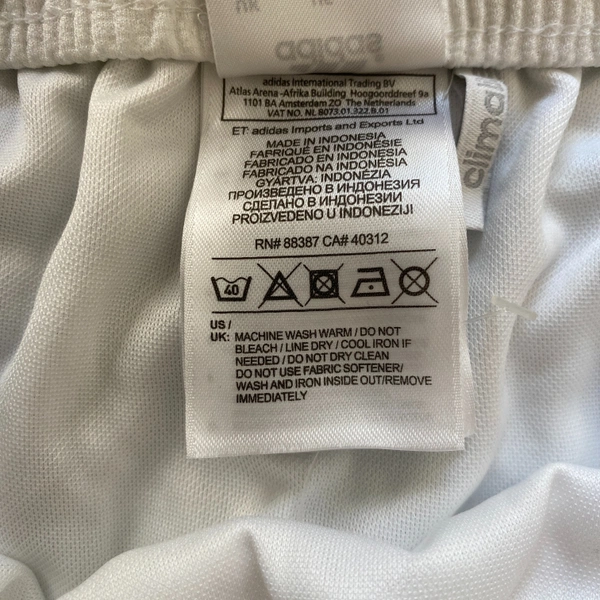 UK
adidas
adidas International Trading BV
Atlas Arena -Afrika Building Hoogoorddreef 9a
1101 BA Amsterdam ZO The Netherlands
VAT NO. NL 8073.01.322.B.01
ET: adidas Imports and Exports Ltd
MADE IN INDONESIA
FABRIQUÉ EN INDONÉSIE
FABRICADO EN INDONESIA
FABRICADO NA INDONÉSIA
GYÁRTVA: INDONÉZIA
ПРОИЗВЕДЕНО В ИНДОНЕЗИЯ
СДЕЛАНО В ИНДОНЕЗИИ
PROIZVEDENO U INDONEZIJI
RN# 88387 CA# 40312
40
US /
UK: MACHINE WASH WARM / DO NOT
BLEACH / LINE DRY / COOL IRON IF
NEEDED / DO NOT DRY CLEAN
DO NOT USE FABRIC SOFTENER/
WASH AND IRON INSIDE OUT/REMOVE
IMMEDIATELY